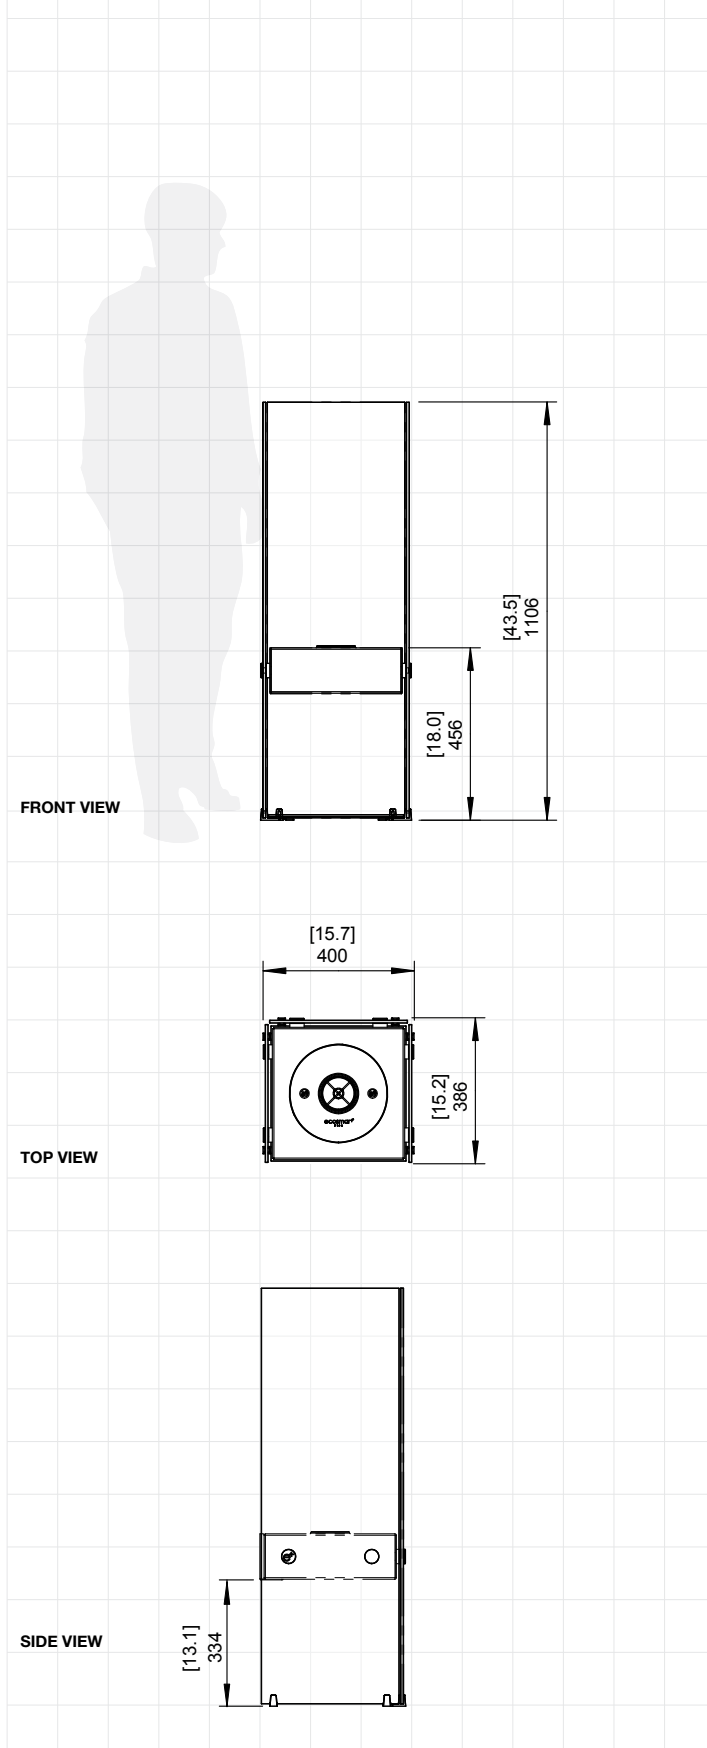 [43.5]
1106
[18.0]
456
FRONT VIEW
[15.7]
400
[15.2]
386
ecosmart
TOP VIEW
[13.1]
334
SIDE VIEW